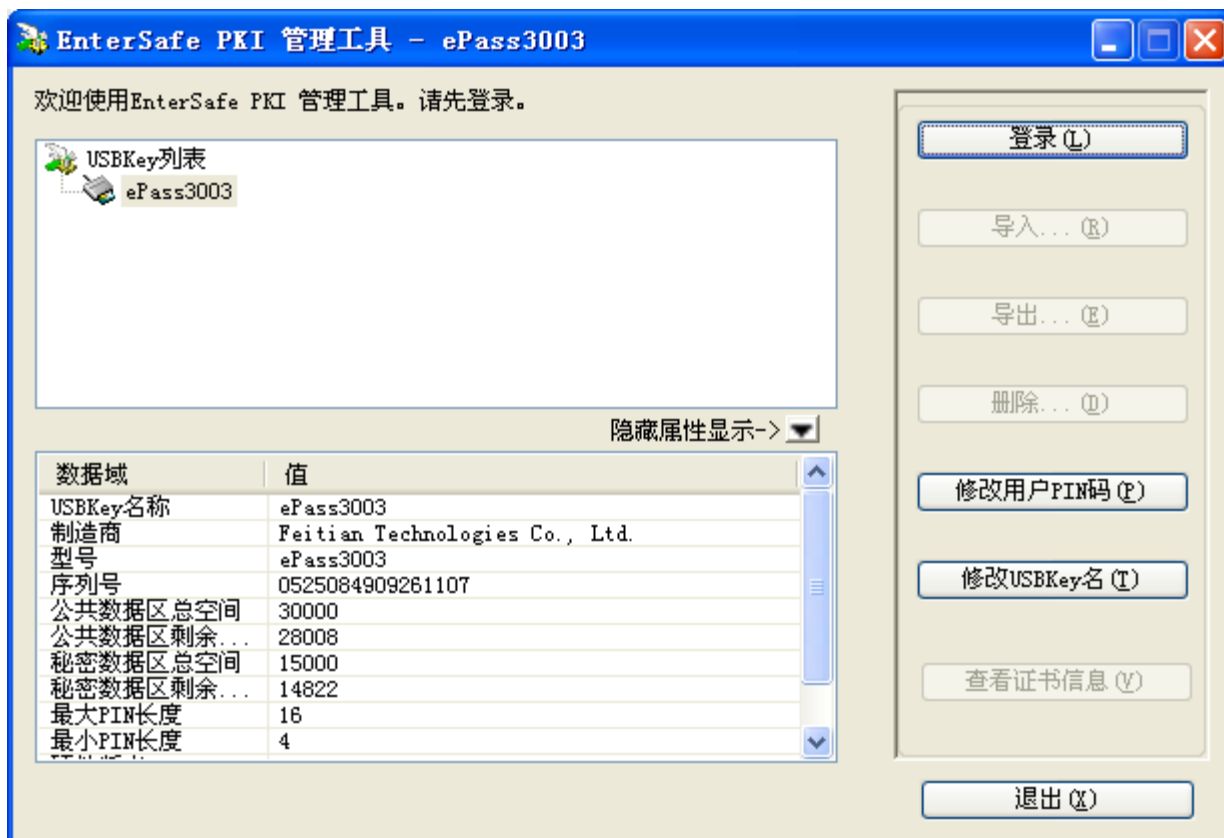 EnterSafe PKI 管理工具 - ePass3003
欢迎使用EnterSafe PKI 管理工具。请先登录。
USBKey列表
ePass3003
隐藏属性显示->
数据域 值
USBKey名称 ePass3003
制造商 Feitian Technologies Co., Ltd.
型号 ePass3003
序列号 0525084909261107
公共数据区总空间 30000
公共数据区剩余... 28008
秘密数据区总空间 15000
秘密数据区剩余... 14822
最大PIN长度 16
最小PIN长度 4
登录(L)
导入...(R)
导出...(E)
删除...(D)
修改用户PIN码(P)
修改USBKey名(T)
查看证书信息(V)
退出(X)